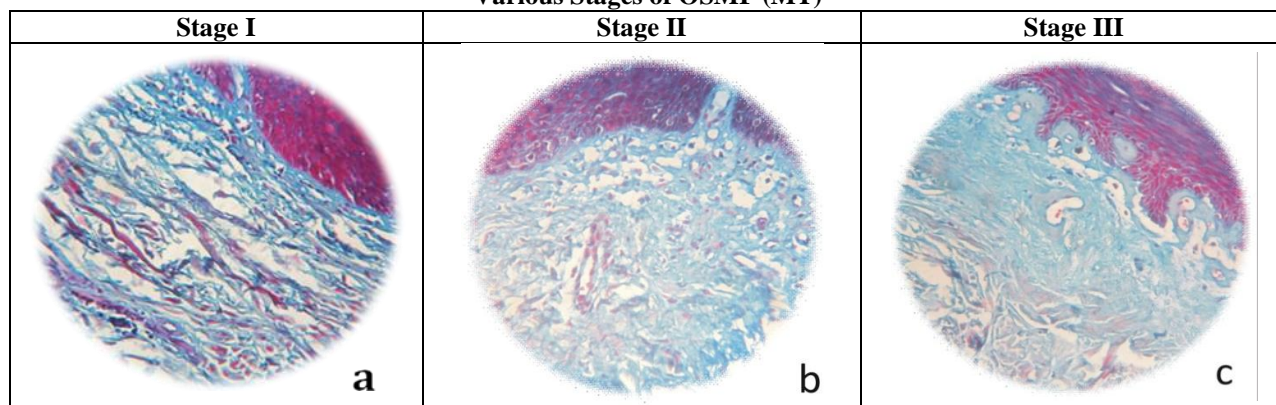 Various Stages of OSMF (MT)
Stage I
Stage II
Stage III
a
b
c